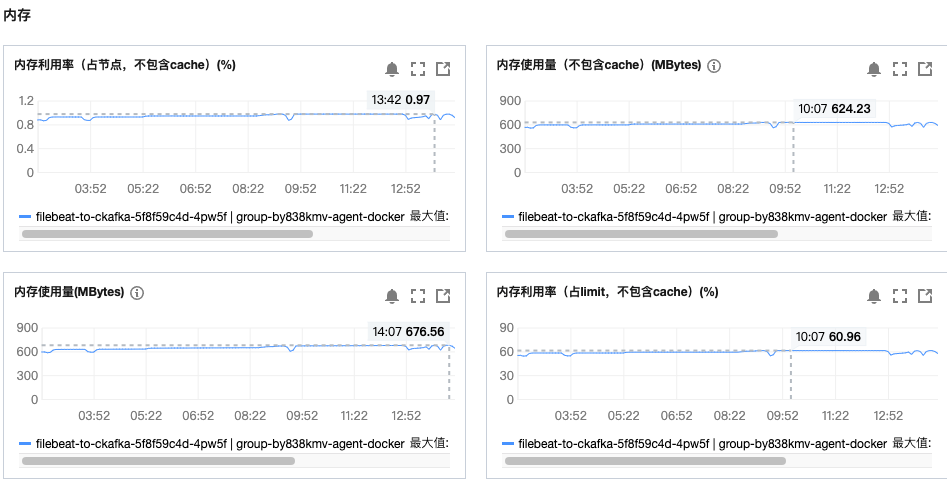 内存
内存利用率（占节点，不包含cache）(%)
13:42 0.97
1.2
0.8
0.4
0
03:52 05:22 06:52 08:22 09:52 11:22 12:52
filebeat-to-ckafka-5f8f59c4d-4pw5f | group-by838kmv-agent-docker 最大值:
内存使用量（不包含cache）(MBytes)
10:07 624.23
900
600
300
0
03:52 05:22 06:52 08:22 09:52 11:22 12:52
filebeat-to-ckafka-5f8f59c4d-4pw5f | group-by838kmv-agent-docker 最大值:
内存使用量(MBytes)
14:07 676.56
900
600
300
0
03:52 05:22 06:52 08:22 09:52 11:22 12:52
filebeat-to-ckafka-5f8f59c4d-4pw5f | group-by838kmv-agent-docker 最大值:
内存利用率（占limit，不包含cache）(%)
10:07 60.96
90
60
30
0
03:52 05:22 06:52 08:22 09:52 11:22 12:52
filebeat-to-ckafka-5f8f59c4d-4pw5f | group-by838kmv-agent-docker 最大值: